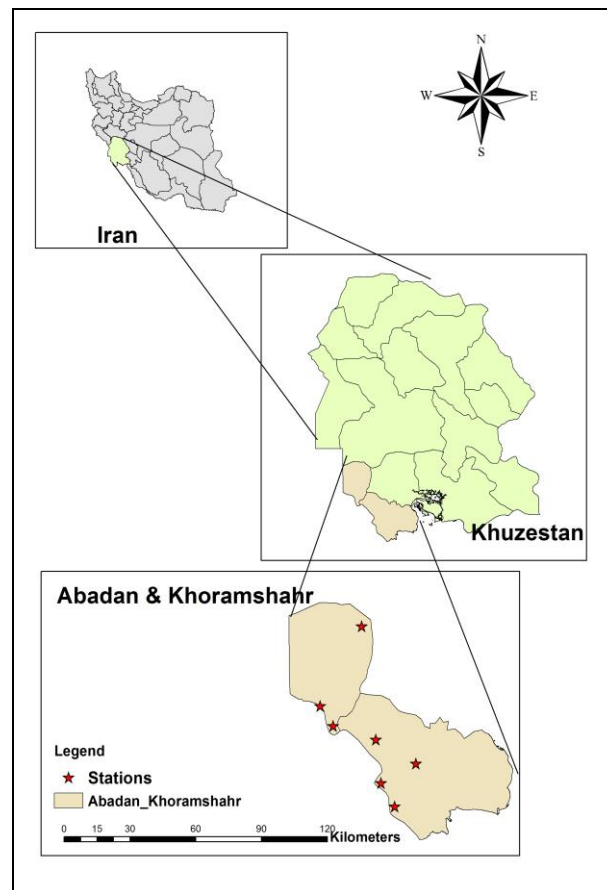 N
W E
S
Iran
Khuzestan
Abadan & Khoramshahr
Legend
Stations
Abadan_Khoramshahr
0 15 30 60 90 120
Kilometers